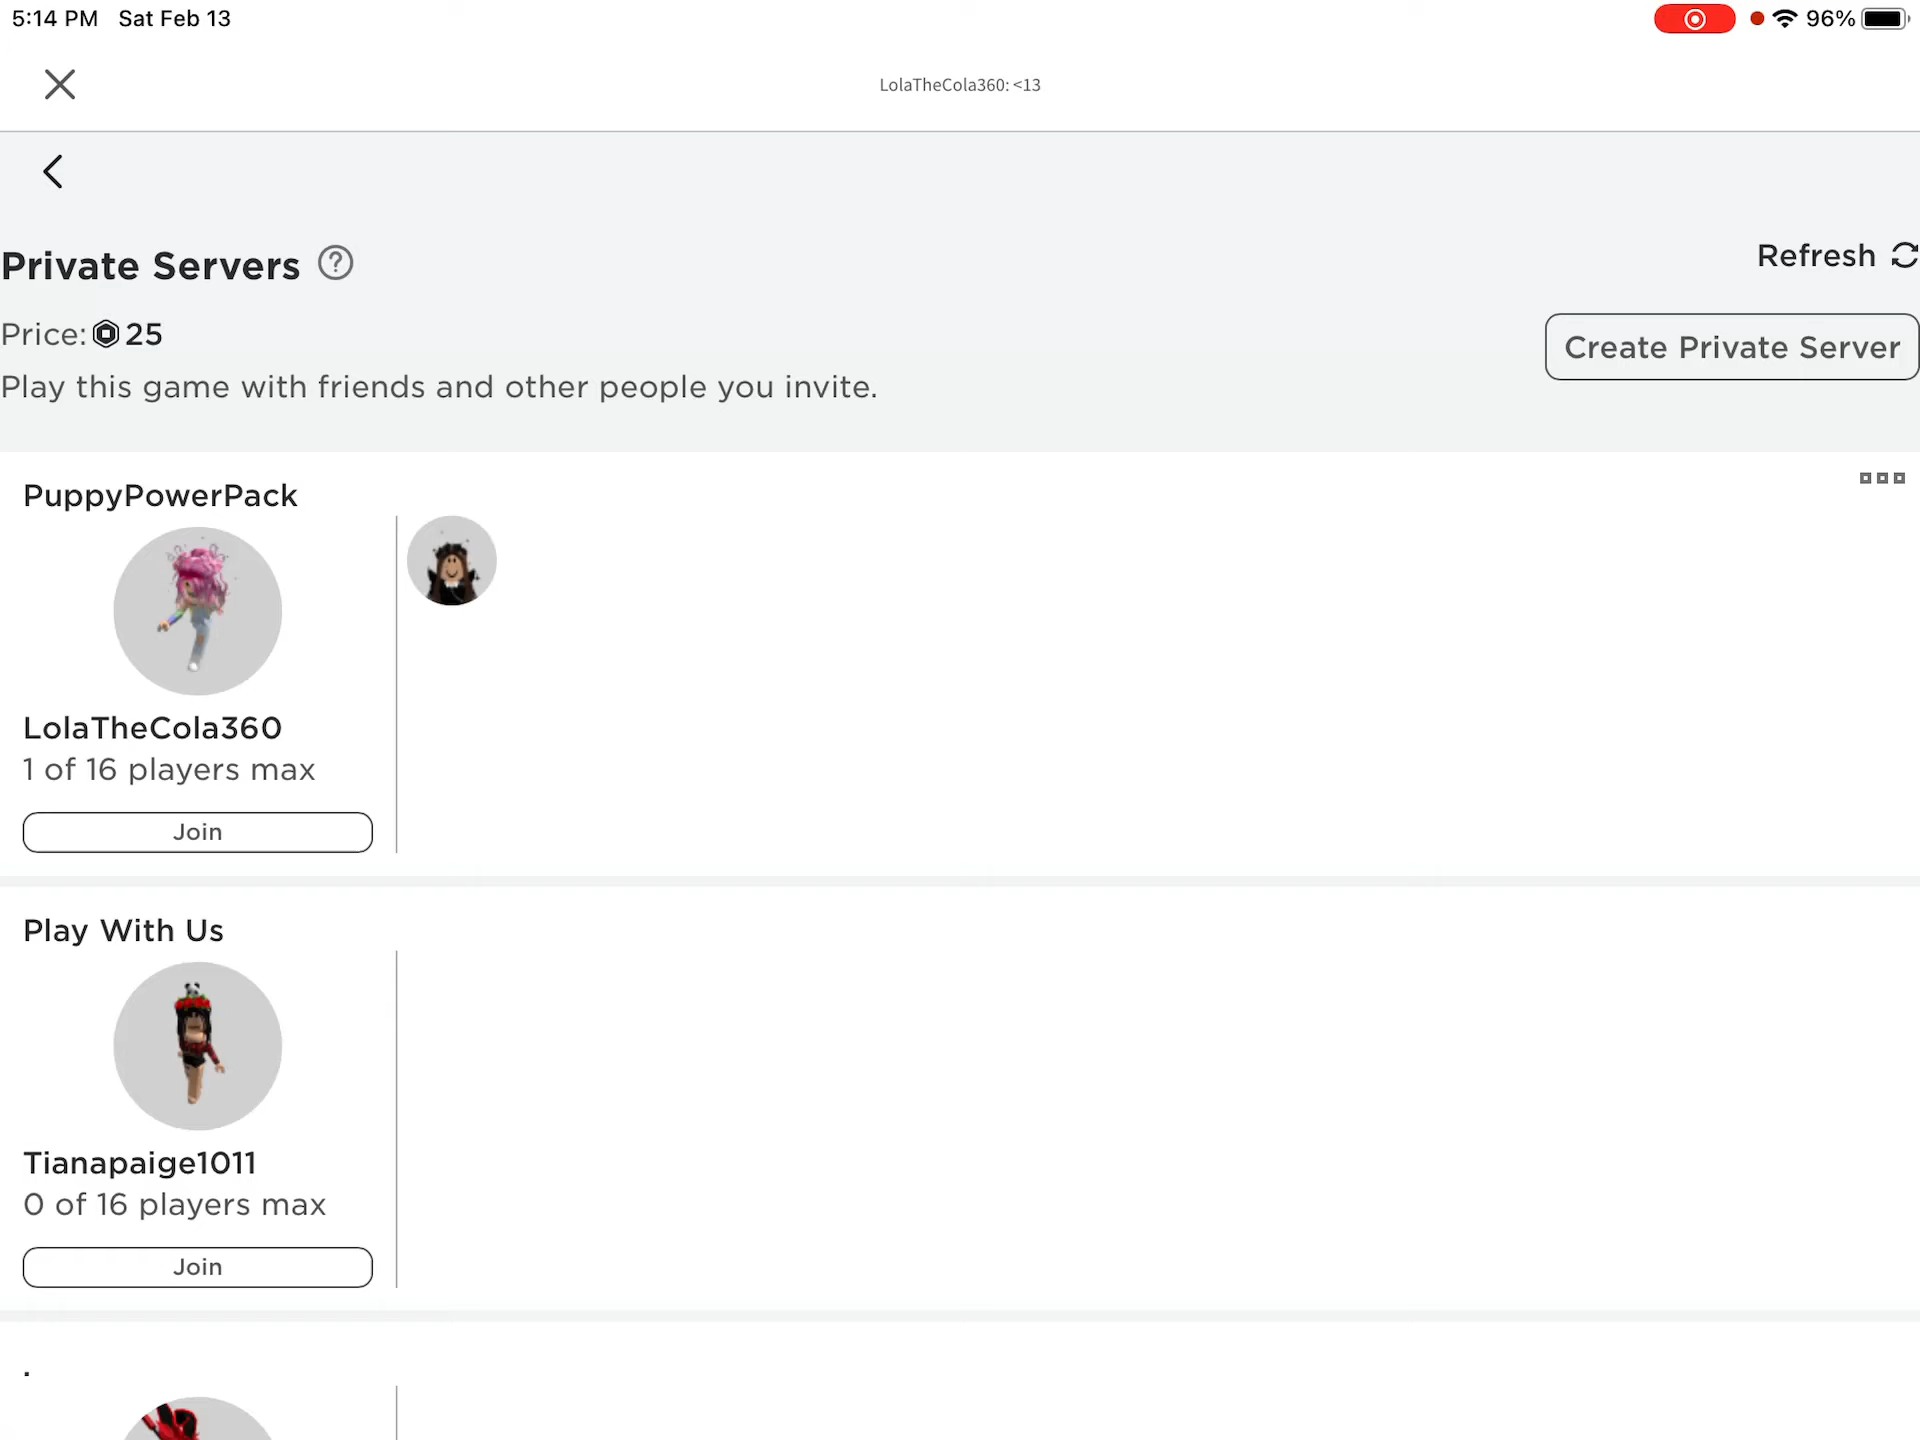 5:14 PM Sat Feb 13
96%
LolaTheCola360: <13
Private Servers
Refresh
Price: 25
Create Private Server
Play this game with friends and other people you invite.
PuppyPowerPack
LolaTheCola360
1 of 16 players max
Join
Play With Us
Tianapaige1011
0 of 16 players max
Join
.